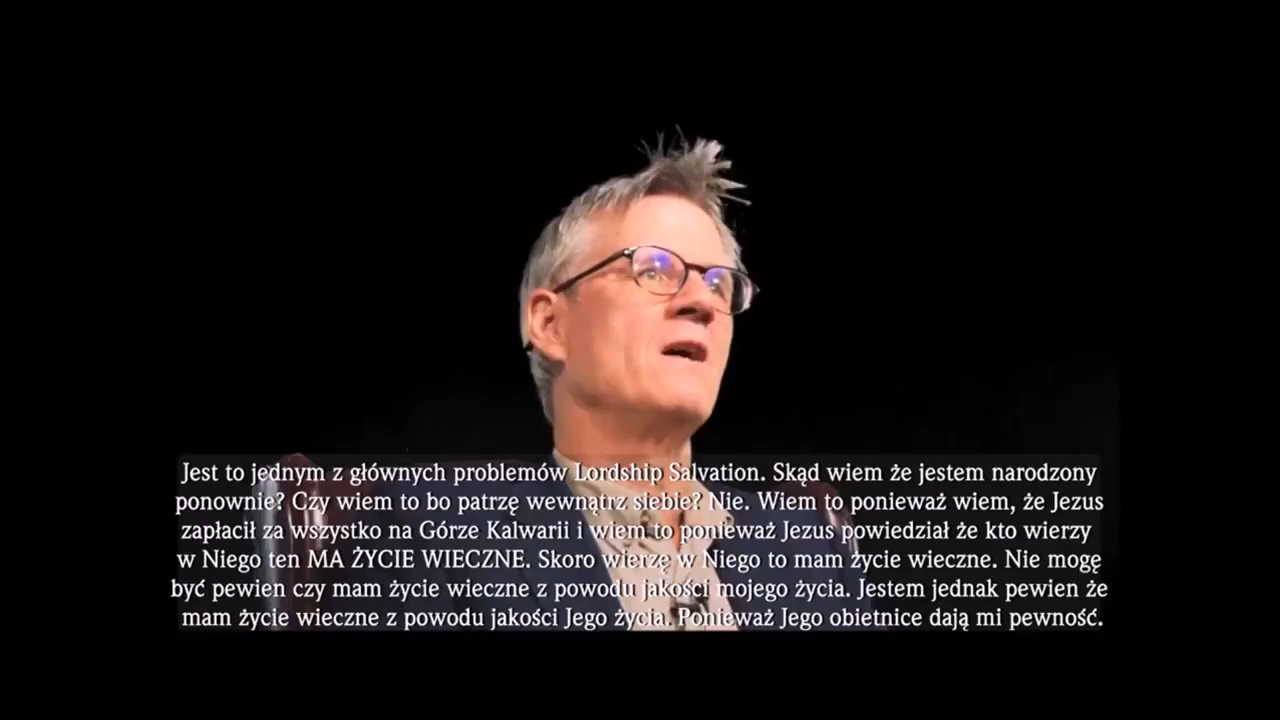 Jest to jednym z głównych problemów Lordship Salvation. Skąd wiem że jestem narodzony
ponownie? Czy wiem to bo patrzę wewnątrz siebie? Nie. Wiem to ponieważ wiem, że Jezus
zapłacił za wszystko na Górze Kalwarii i wiem to ponieważ Jezus powiedział że kto wierzy
w Niego ten MA ŻYCIE WIECZNE. Skoro wierzę w Niego to mam życie wieczne. Nie mogę
być pewien czy mam życie wieczne z powodu jakości mojego życia. Jestem jednak pewien że
mam życie wieczne z powodu jakości Jego życia. Ponieważ Jego obietnice dają mi pewność.